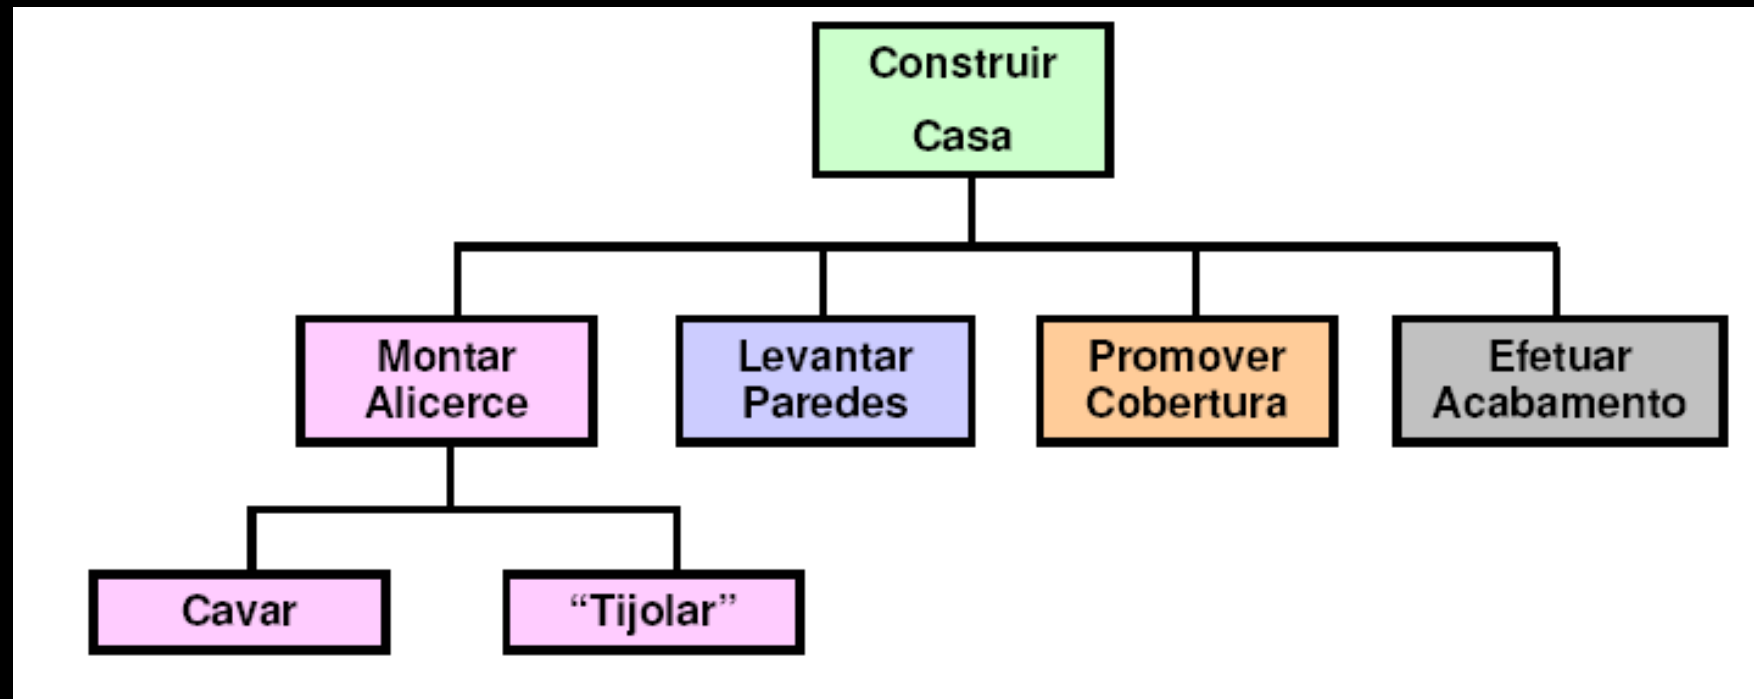 Construir
Casa
Montar
Alicerce
Levantar
Paredes
Promover
Cobertura
Efetuar
Acabamento
Cavar
“Tijolar”